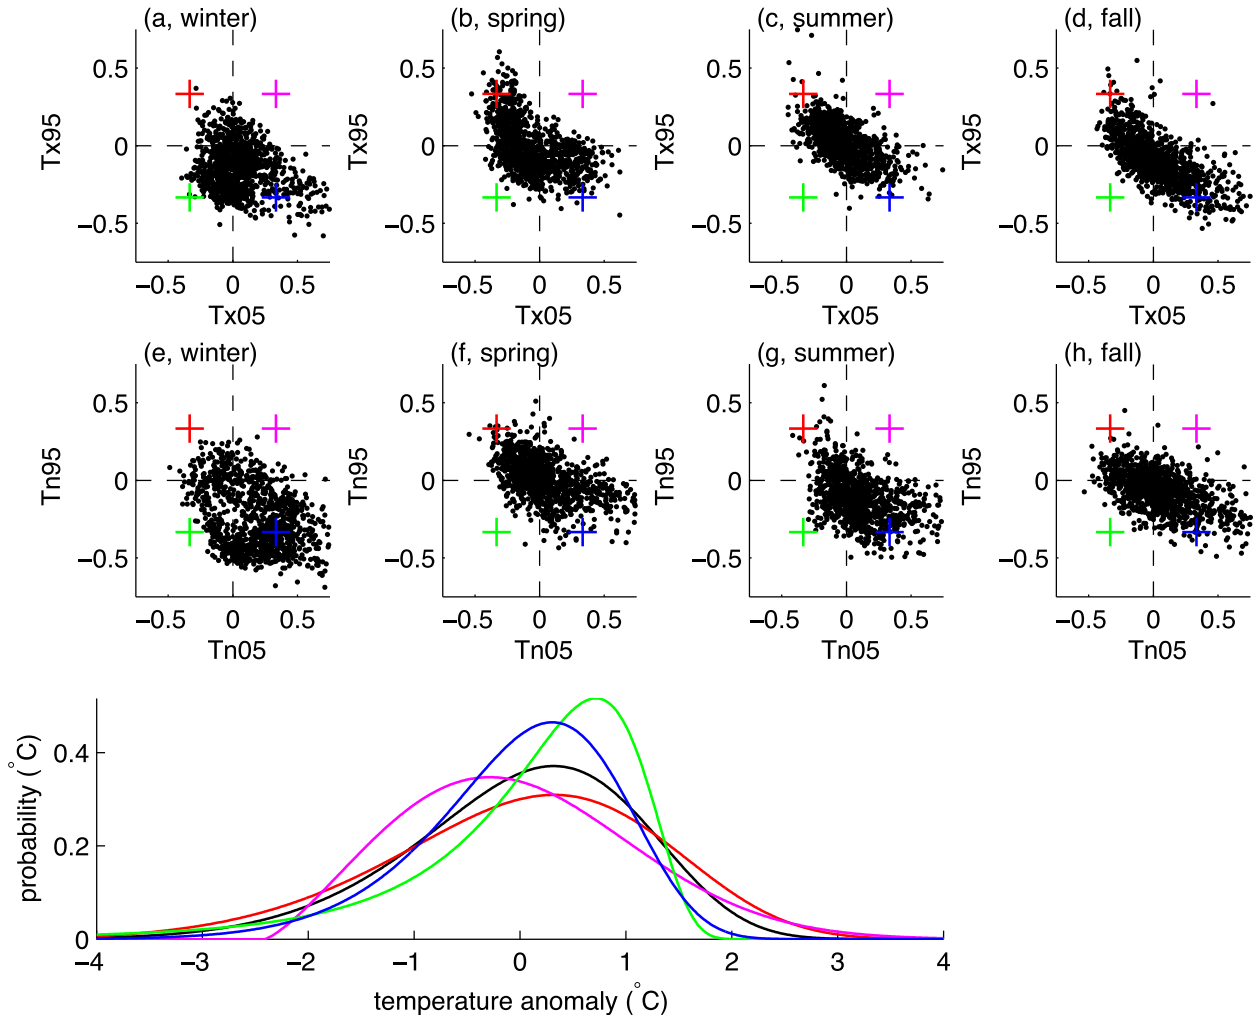 (a, winter) (b, spring) (c, summer) (d, fall)
0.5 0.5 0.5 0.5
Tx95 Tx95 Tx95 Tx95
0 0 0 0
−0.5 −0.5 −0.5 −0.5
−0.5 0 0.5 −0.5 0 0.5 −0.5 0 0.5 −0.5 0 0.5
Tx05 Tx05 Tx05 Tx05
(e, winter) (f, spring) (g, summer) (h, fall)
0.5 0.5 0.5 0.5
Tn95 Tn95 Tn95 Tn95
0 0 0 0
−0.5 −0.5 −0.5 −0.5
−0.5 0 0.5 −0.5 0 0.5 −0.5 0 0.5 −0.5 0 0.5
Tn05 Tn05 Tn05 Tn05
probability (°C)
0.4
0.2
0
−4 −3 −2 −1 0 1 2 3 4
temperature anomaly (°C)